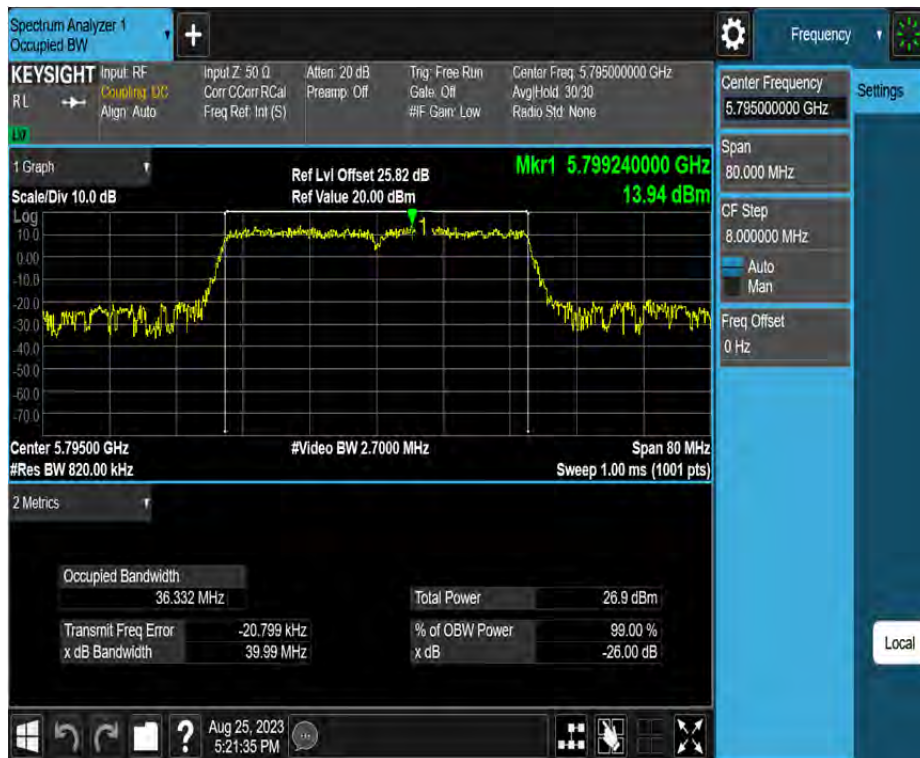 Spectrum Analyzer 1
Occupied BW
Frequency
KEYSIGHT
RL
Input: RF
Coupling: DC
Align: Auto
Input Z: 50 Ω
Corr CCorr RCal
Freq Ref: Int (S)
Atten: 20 dB
Preamp: Off
Trig: Free Run
Gate: Off
#IF Gain: Low
Center Freq: 5.795000000 GHz
Avg|Hold: 30/30
Radio Std: None
Center Frequency
5.795000000 GHz
Settings
Span
80.000 MHz
CF Step
8.000000 MHz
Auto
Man
Freq Offset
0 Hz
1 Graph
Scale/Div 10.0 dB
Ref Lvl Offset 25.82 dB
Ref Value 20.00 dBm
Mkr1 5.799240000 GHz
13.94 dBm
Log
10.0
0.00
-10.0
-20.0
-30.0
-40.0
-50.0
-60.0
-70.0
1
Center 5.79500 GHz
#Video BW 2.7000 MHz
Span 80 MHz
#Res BW 820.00 kHz
Sweep 1.00 ms (1001 pts)
2 Metrics
Occupied Bandwidth
36.332 MHz
Total Power 26.9 dBm
Transmit Freq Error -20.799 kHz
% of OBW Power 99.00 %
x dB Bandwidth 39.99 MHz
x dB -26.00 dB
Local
Aug 25, 2023
5:21:35 PM